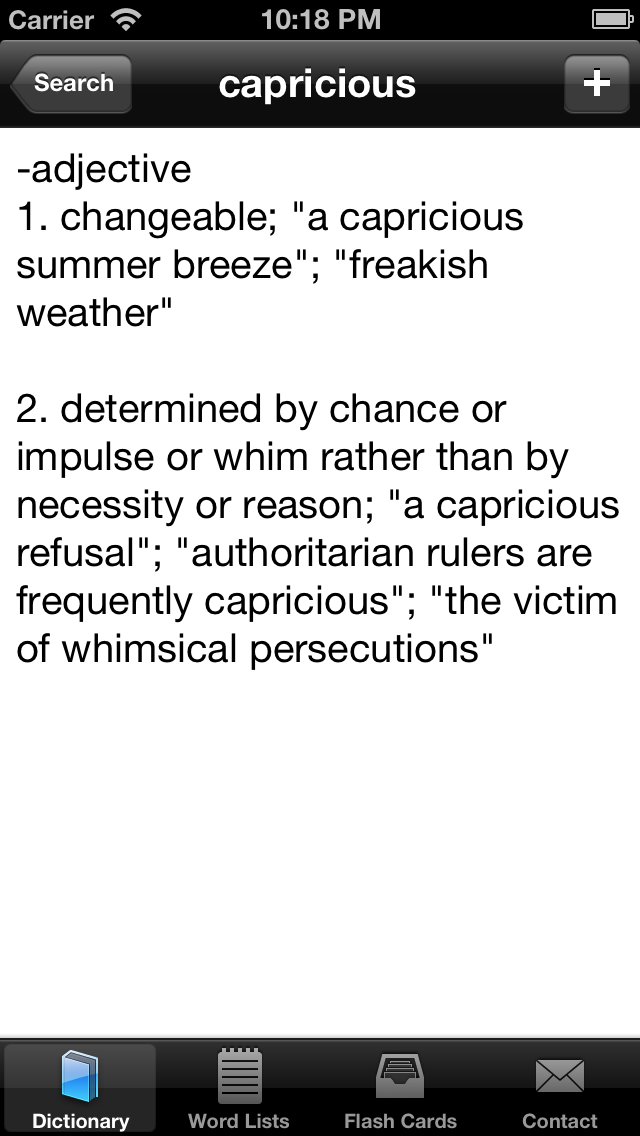 Carrier 10:18 PM
Search capricious +
-adjective
1. changeable; "a capricious
summer breeze"; "freakish
weather"
2. determined by chance or
impulse or whim rather than by
necessity or reason; "a capricious
refusal"; "authoritarian rulers are
frequently capricious"; "the victim
of whimsical persecutions"
Dictionary Word Lists Flash Cards Contact